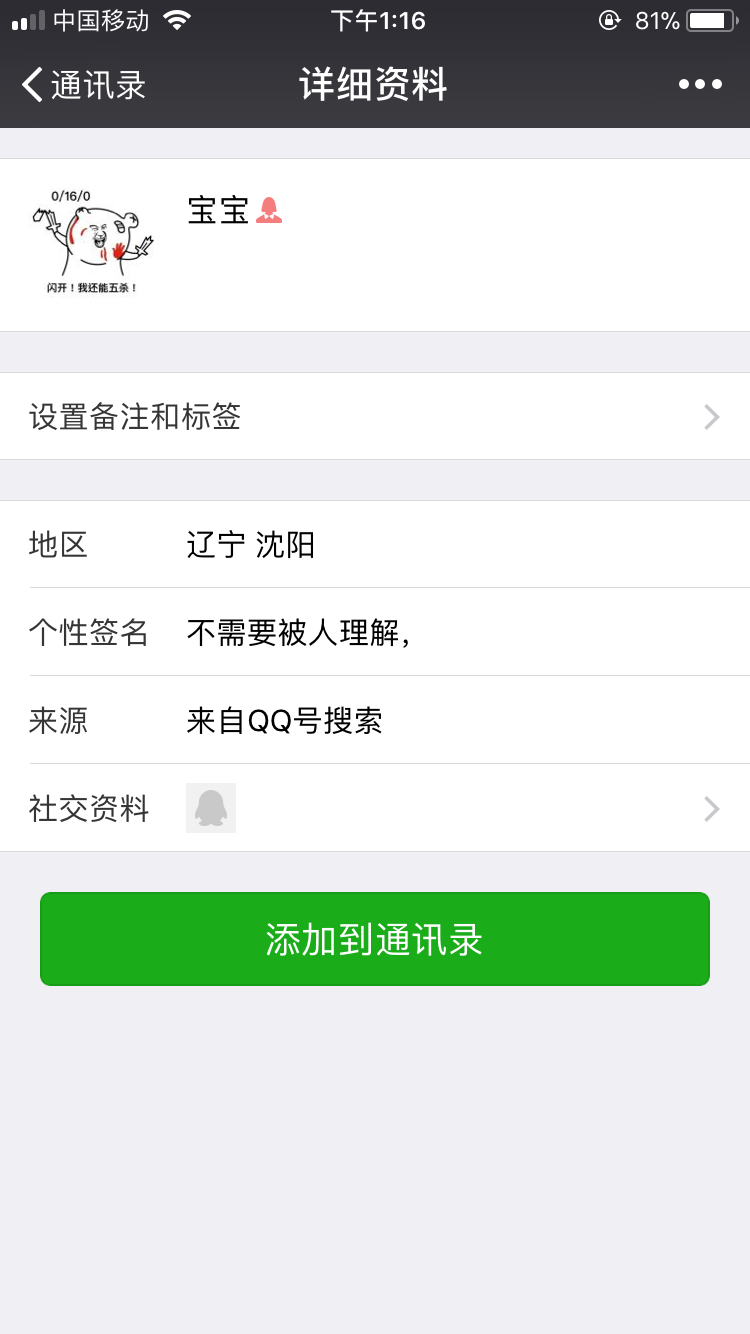 中国移动 下午1:16 81%
通讯录 详细资料
0/16/0
闪开！我还能五杀！
宝宝
设置备注和标签
地区 辽宁 沈阳
个性签名 不需要被人理解，
来源 来自QQ号搜索
社交资料
添加到通讯录